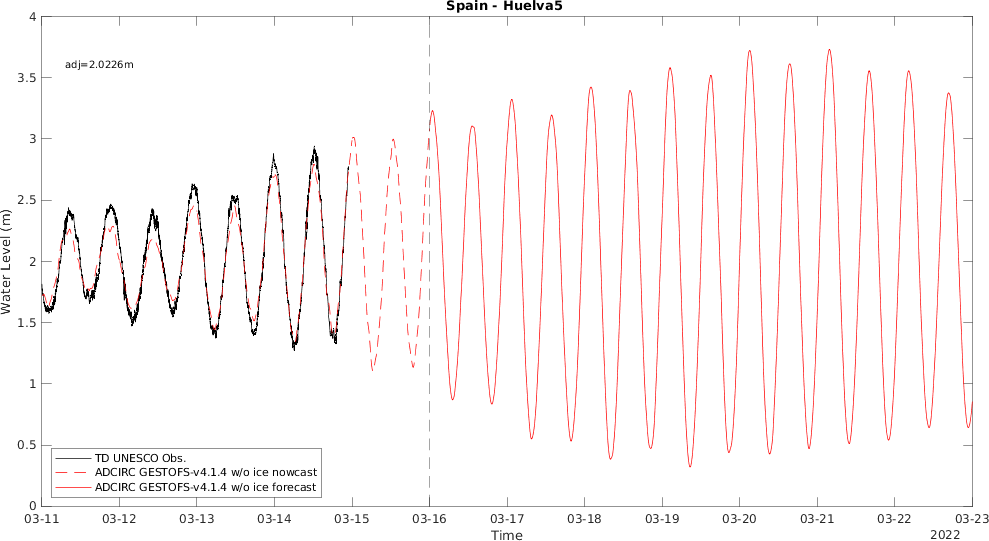 Spain - Huelva5
4
adj=2.0226m
3.5
3
2.5
2
1.5
1
0.5
0
Water Level (m)
TD UNESCO Obs.
ADCIRC GESTOFS-v4.1.4 w/o ice nowcast
ADCIRC GESTOFS-v4.1.4 w/o ice forecast
03-11 03-12 03-13 03-14 03-15 03-16 03-17 03-18 03-19 03-20 03-21 03-22 03-23
Time
2022